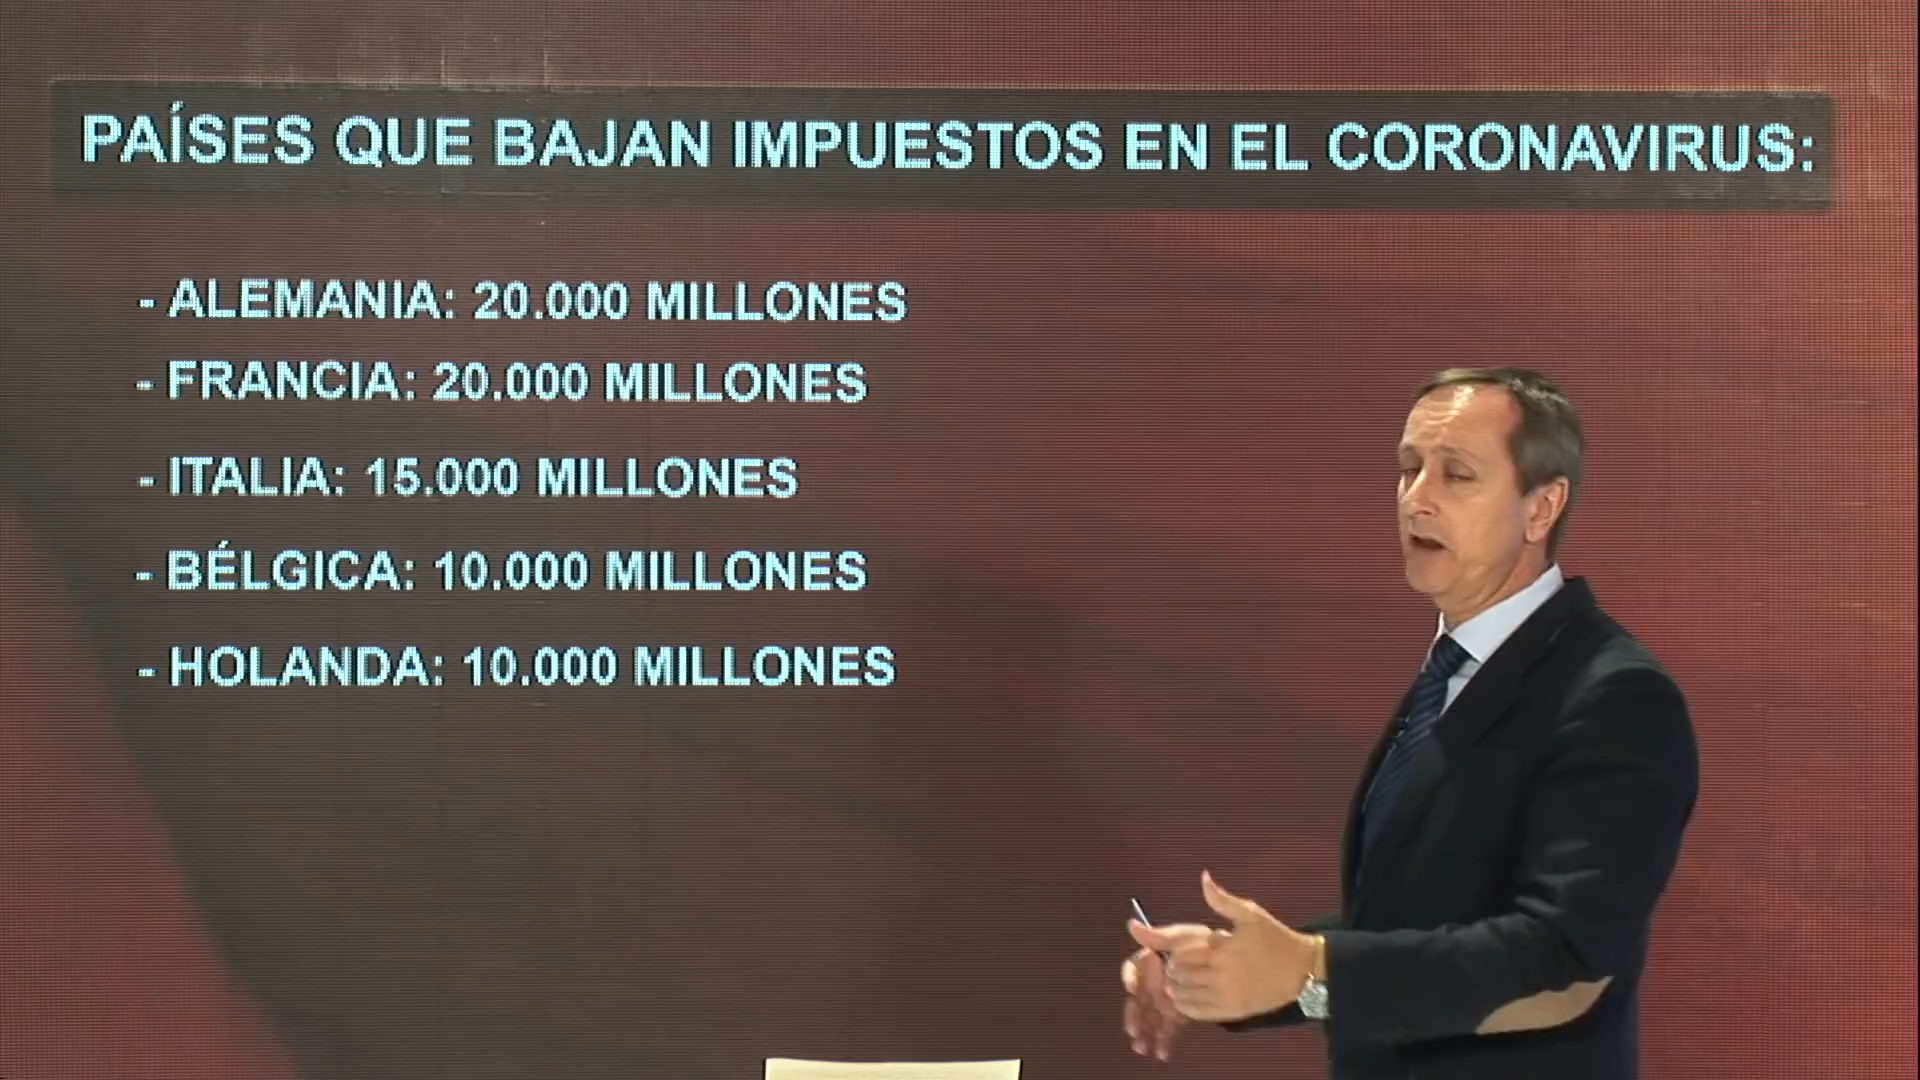 PAÍSES QUE BAJAN IMPUESTOS EN EL CORONAVIRUS:
- ALEMANIA: 20.000 MILLONES
- FRANCIA: 20.000 MILLONES
- ITALIA: 15.000 MILLONES
- BÉLGICA: 10.000 MILLONES
- HOLANDA: 10.000 MILLONES